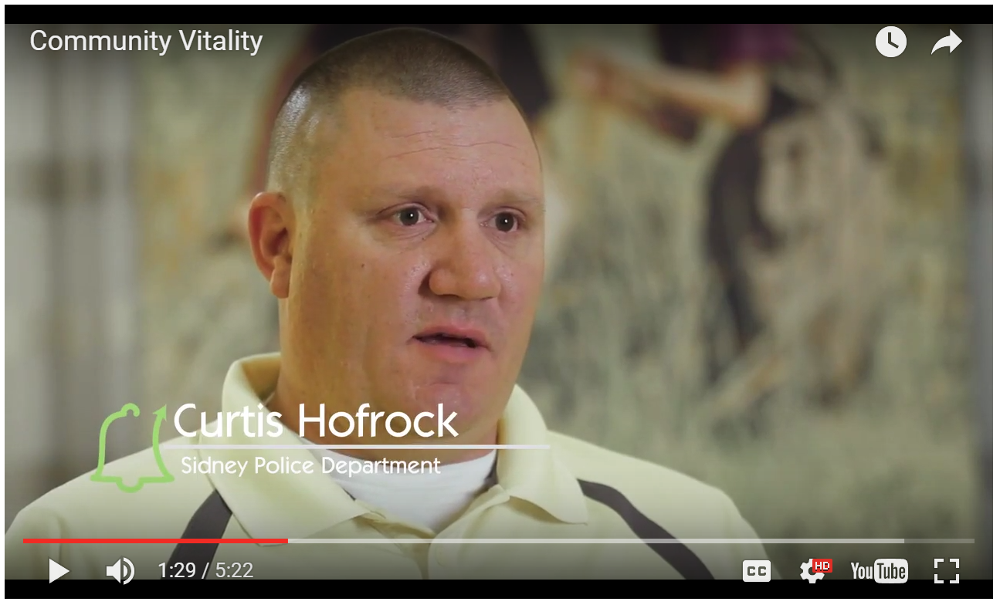 Community Vitality
Curtis Hofrock
Sidney Police Department
1:29 / 5:22
CC
HD
YouTube